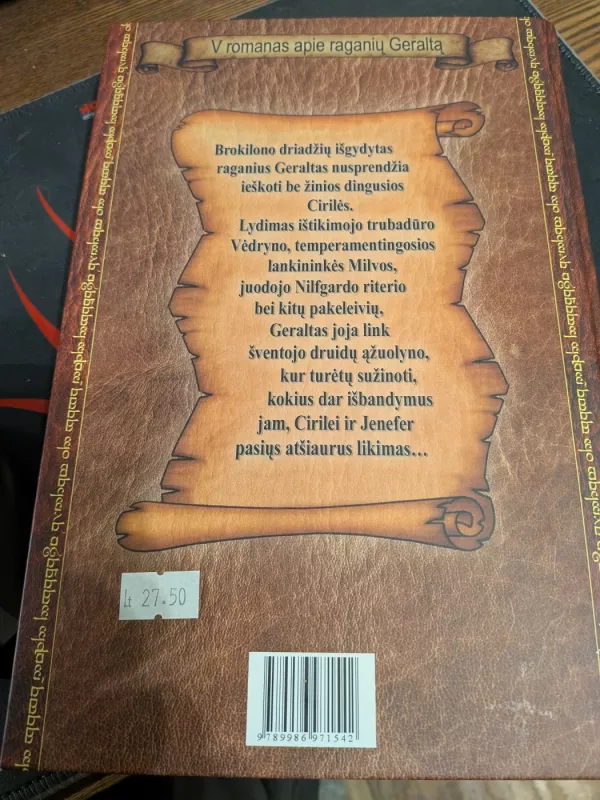 V romanas apie raganių Geraltą
Brokilono driadžių išgydytas
raganius Geraltas nusprendžia
ieškoti be žinios dingusios
Cirilės.
Lydimas ištikimojo trubadūro
Vėdryno, temperamentingosios
lankininkės Milvos,
juodojo Nilfgardo riterio
bei kitų pakeleivių,
Geraltas joja link
šventojo druidų ąžuolyno,
kur turėtų sužinoti,
kokius dar išbandymus
jam, Cirilei ir Jenefer
pasiųs atšiaurus likimas...
Lt 27.50
9789986971542